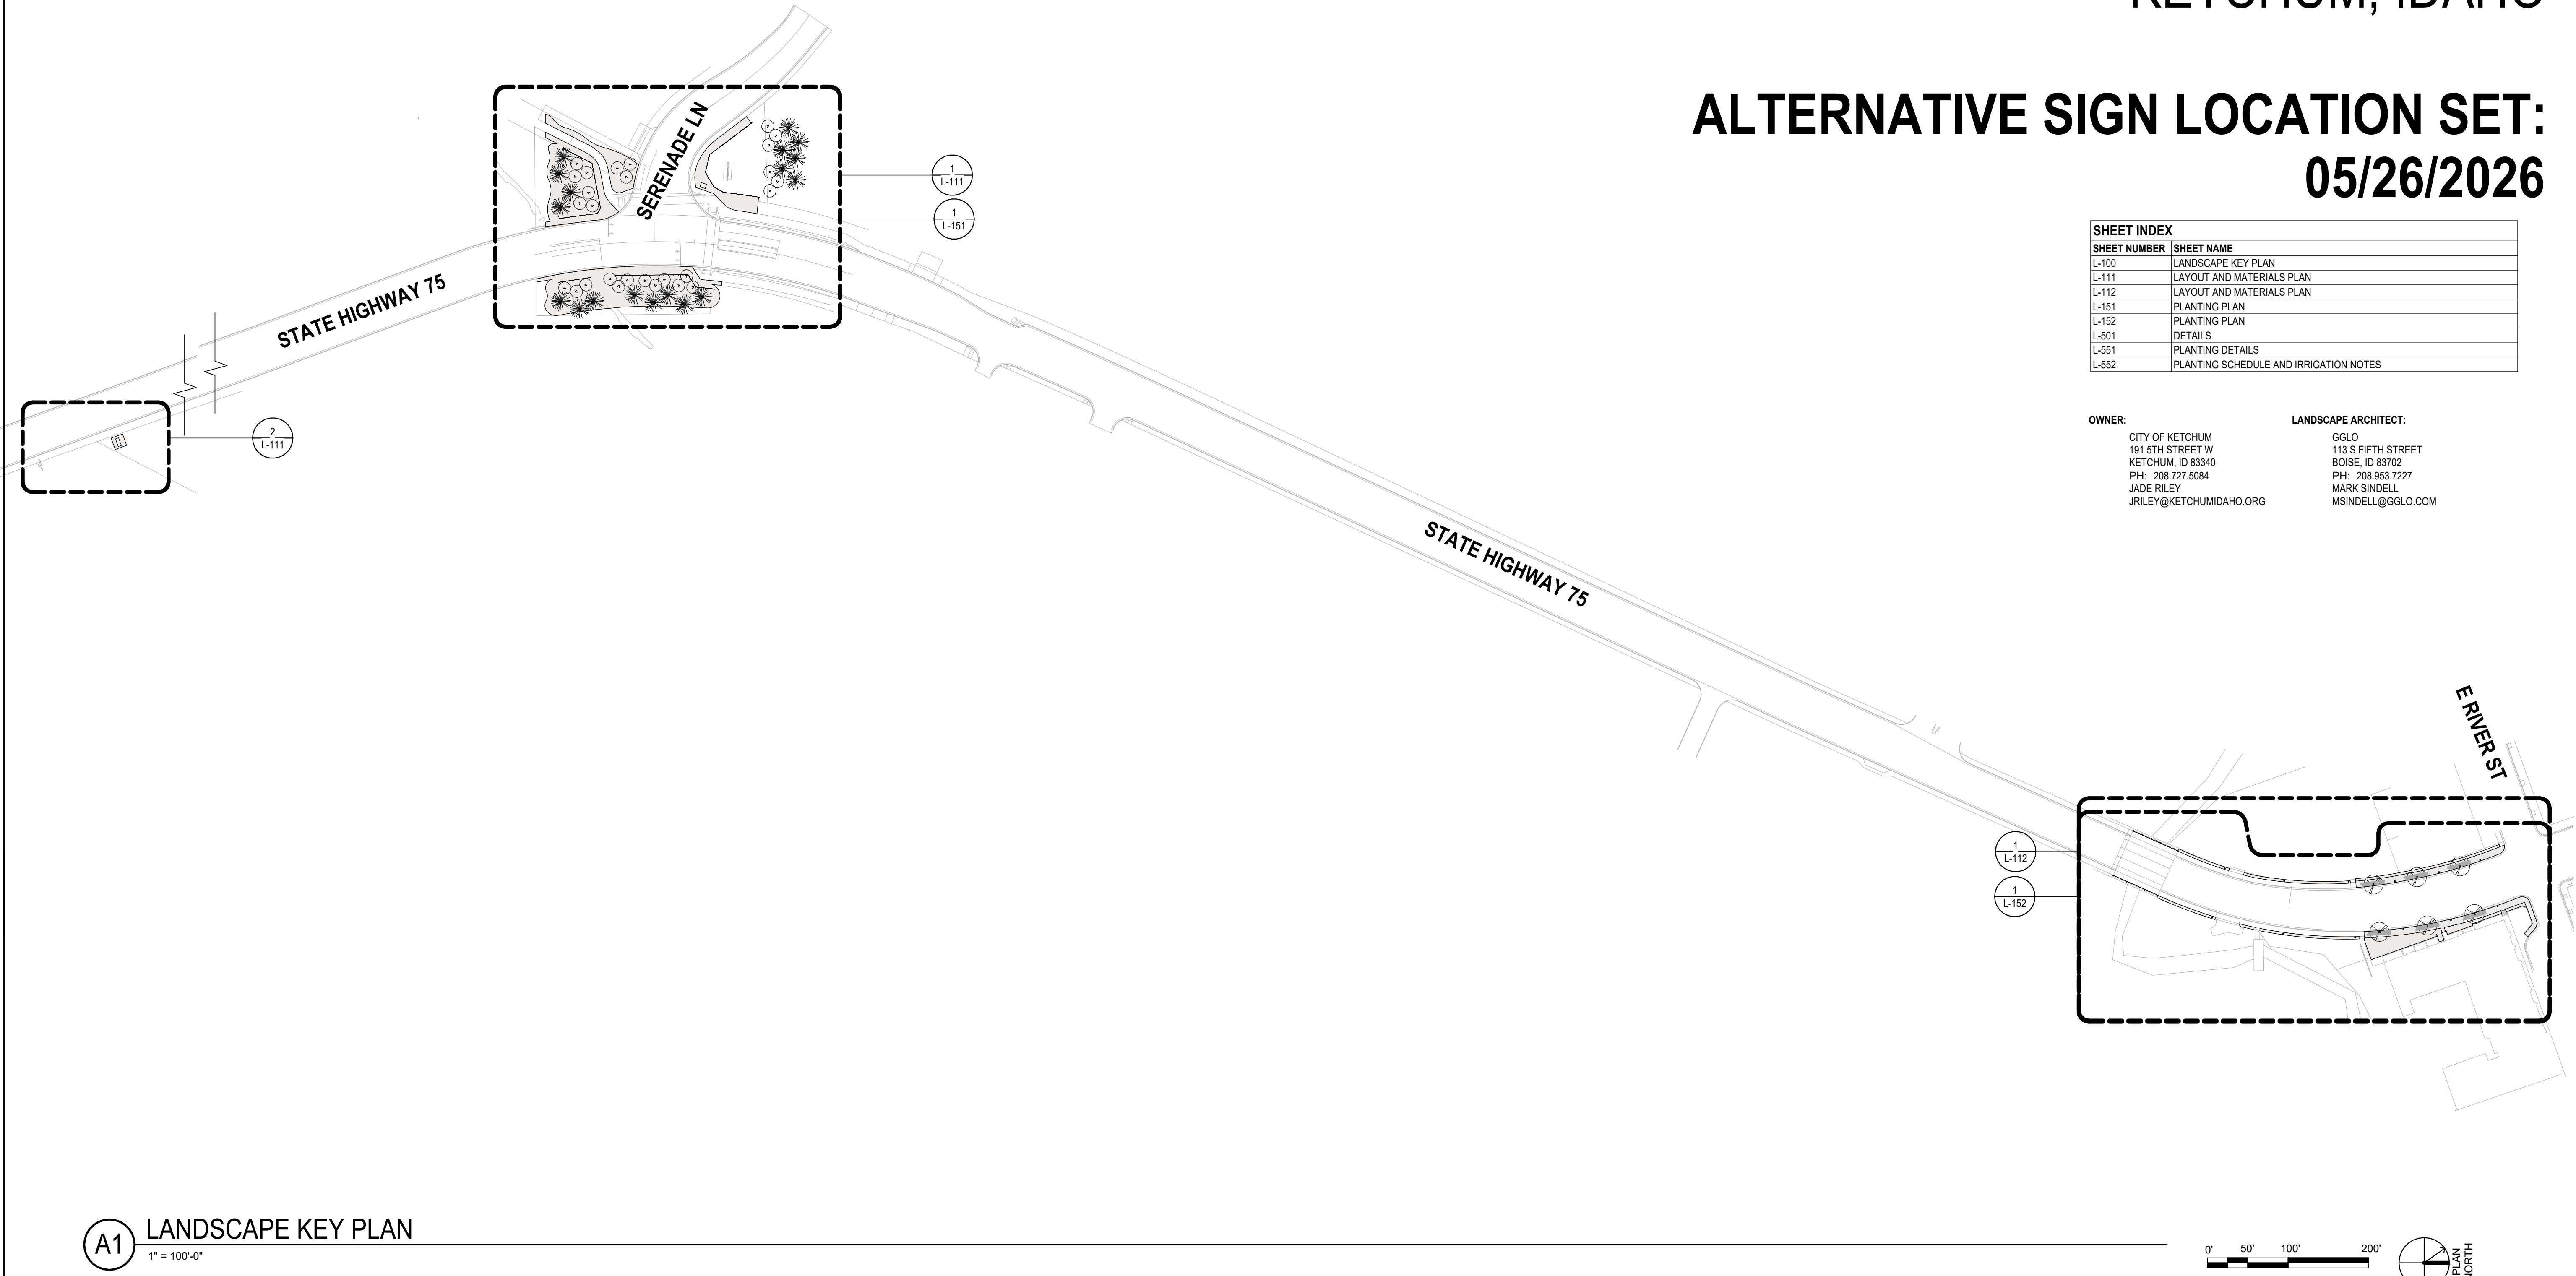 KETCHUM, IDAHO
ALTERNATIVE SIGN LOCATION SET:
05/26/2026
SHEET INDEX
SHEET NUMBER SHEET NAME
L-100 LANDSCAPE KEY PLAN
L-111 LAYOUT AND MATERIALS PLAN
L-112 LAYOUT AND MATERIALS PLAN
L-151 PLANTING PLAN
L-152 PLANTING PLAN
L-501 DETAILS
L-551 PLANTING DETAILS
L-552 PLANTING SCHEDULE AND IRRIGATION NOTES
OWNER:
CITY OF KETCHUM
191 5TH STREET W
KETCHUM, ID 83340
PH: 208.727.5084
JADE RILEY
JRILEY@KETCHUMIDAHO.ORG
LANDSCAPE ARCHITECT:
GGLO
113 S FIFTH STREET
BOISE, ID 83702
PH: 208.953.7227
MARK SINDELL
MSINDELL@GGLO.COM
SERENADE LN
1
L-111
1
L-151
STATE HIGHWAY 75
2
L-111
STATE HIGHWAY 75
E RIVER ST
1
L-112
1
L-152
A1
LANDSCAPE KEY PLAN
1" = 100'-0"
0' 50' 100' 200'
PLAN
NORTH